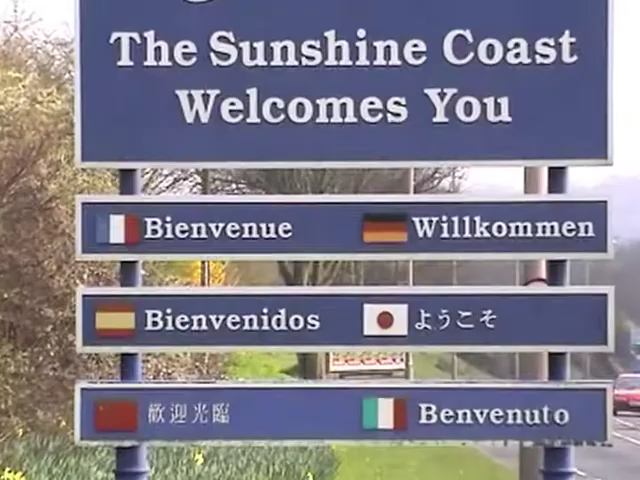 The Sunshine Coast
Welcomes You
Bienvenue Willkommen
Bienvenidos ようこそ
歡迎光臨 Benvenuto